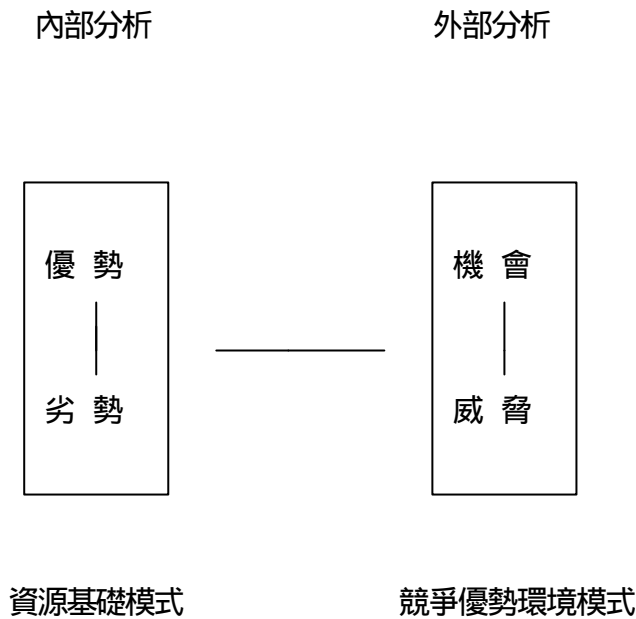 內部分析
外部分析
優 勢
機 會
劣 勢
威 脅
資源基礎模式
競爭優勢環境模式